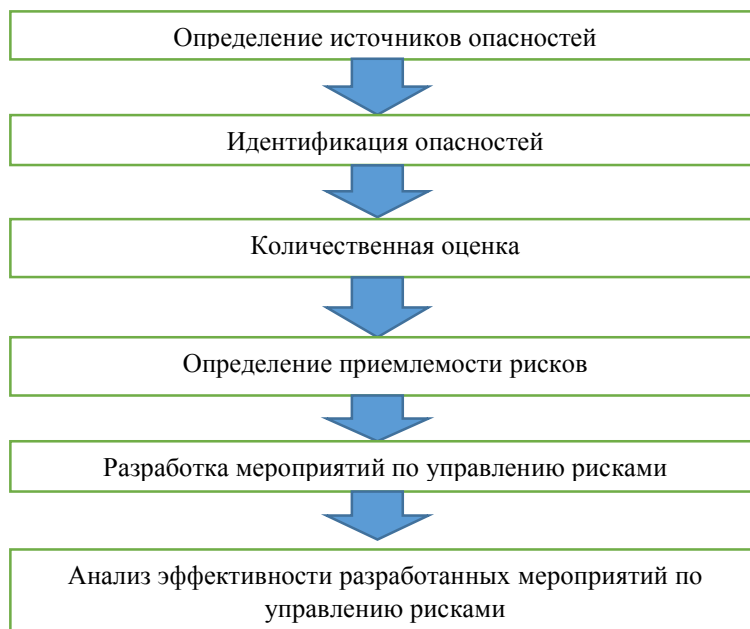 Определение источников опасностей
Идентификация опасностей
Количественная оценка
Определение приемлемости рисков
Разработка мероприятий по управлению рисками
Анализ эффективности разработанных мероприятий по
управлению рисками